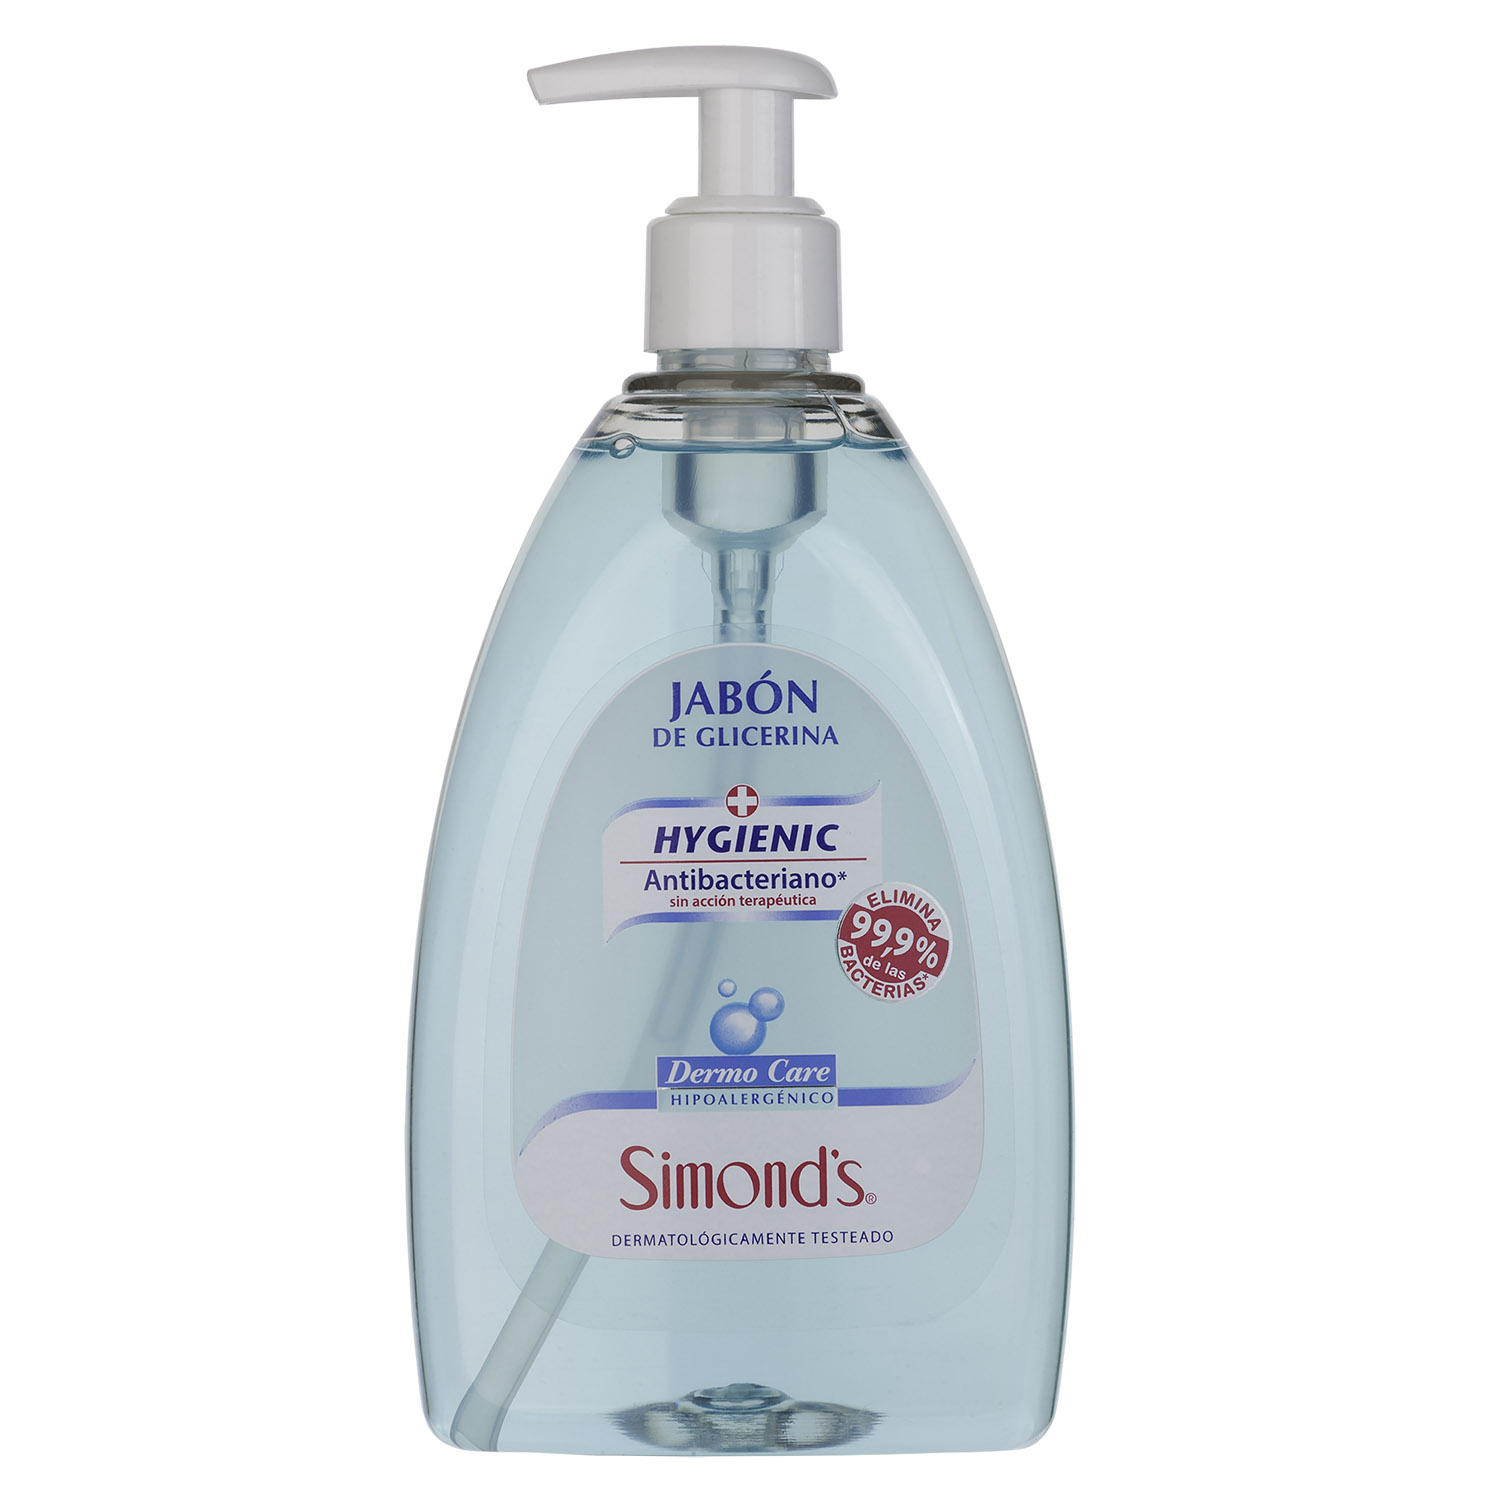 JABÓN
DE GLICERINA
HYGIENIC
Antibacteriano*
sin acción terapéutica
ELIMINA
99,9%
de las
BACTERIAS*
Dermo Care
HIPOALERGÉNICO
Simond's®
DERMATOLÓGICAMENTE TESTEADO